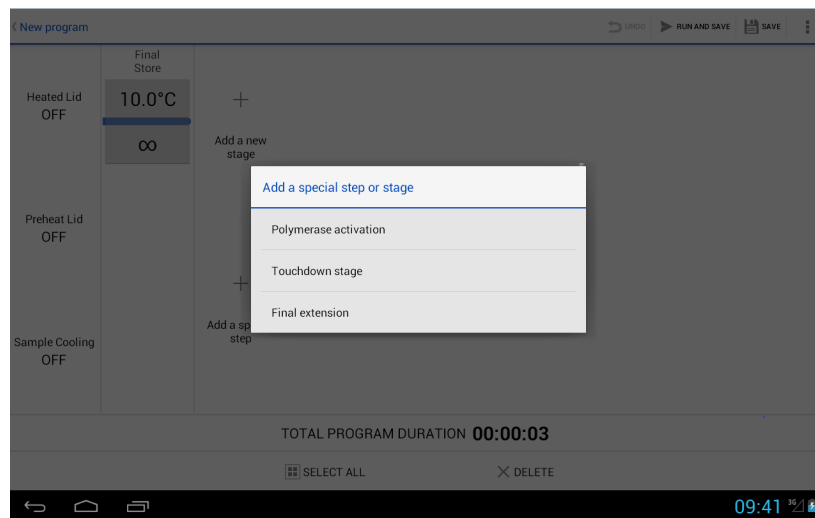 New program
UNDO
RUN AND SAVE
SAVE
Final
Store
Heated Lid
OFF
10.0°C
∞
Add a new
stage
Add a special step or stage
Polymerase activation
Touchdown stage
Final extension
Preheat Lid
OFF
Add a sp
step
Sample Cooling
OFF
TOTAL PROGRAM DURATION 00:00:03
SELECT ALL
DELETE
09:41
3G